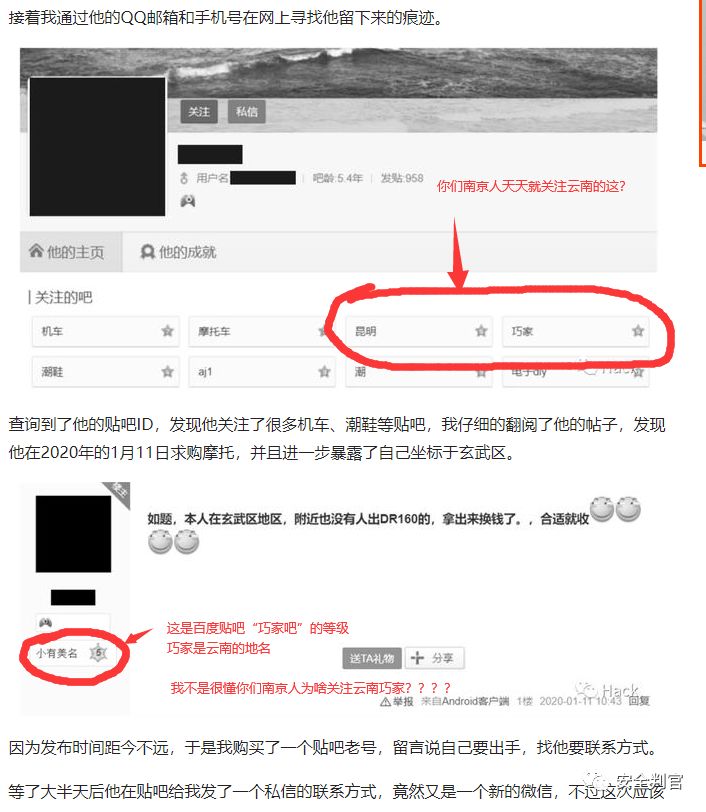 接着我通过他的QQ邮箱和手机号在网上寻找他留下来的痕迹。
关注
私信
用户名
吧龄:5.4年
发贴:958
你们南京人天天就关注云南的这?
他的主页
他的成就
关注的吧
机车
摩托车
昆明
巧家
潮鞋
aj1
潮
电子diy
Hack
查询到了他的贴吧ID，发现他关注了很多机车、潮鞋等贴吧，我仔细的翻阅了他的帖子，发现
他在2020年的1月11日求购摩托，并且进一步暴露了自己坐标于玄武区。
楼主
如题，本人在玄武区地区，附近也没有人出DR160的，拿出来换钱了。，合适就收
小有美名
5
这是百度贴吧“巧家吧”的等级
巧家是云南的地名
送TA礼物
分享
我不是很懂你们南京人为啥关注云南巧家? ? ? ?
Hack
举报
来自Android客户端
1楼
2020-01-11 10:43
回复
因为发布时间距今不远，于是我购买了一个贴吧老号，留言说自己要出手，找他要联系方式。
安全判官
等了大半天后他在贴吧给我发了一个私信的联系方式，竟然又是一个新的微信，不过这次应该